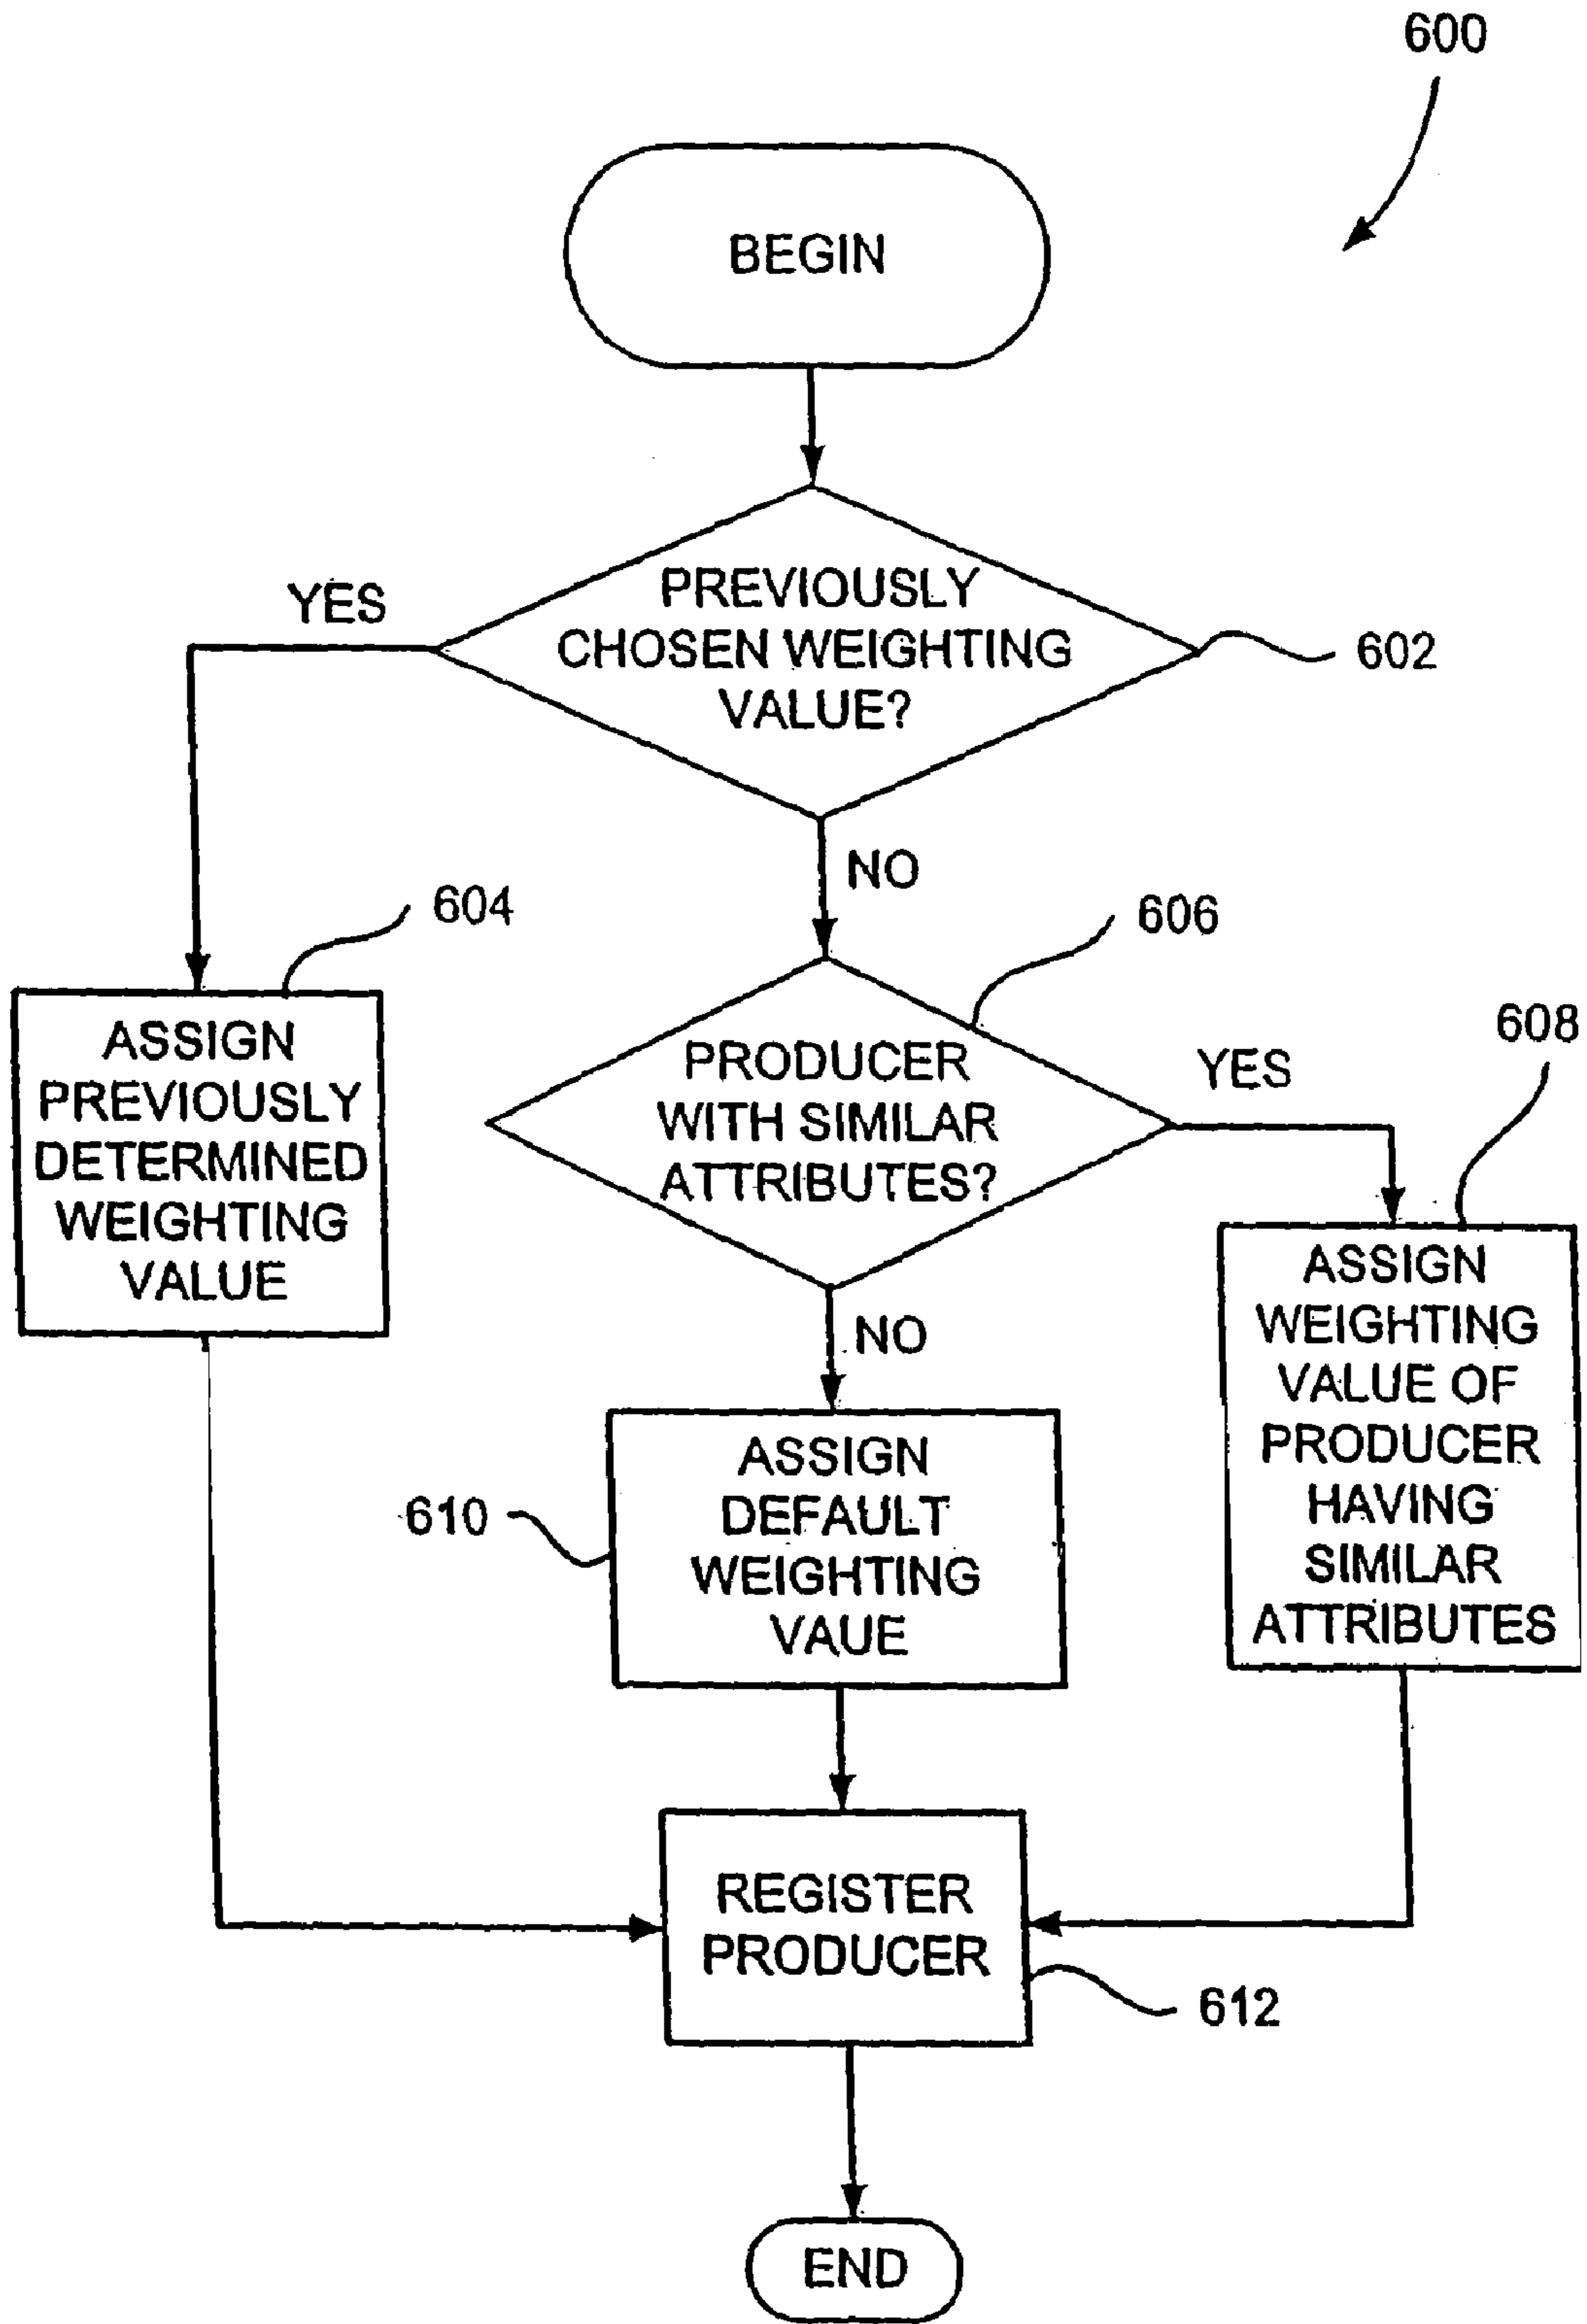 600
BEGIN
PREVIOUSLY
CHOSEN WEIGHTING
VALUE?
602
YES
NO
604
ASSIGN
PREVIOUSLY
DETERMINED
WEIGHTING
VALUE
606
PRODUCER
WITH SIMILAR
ATTRIBUTES?
YES
608
ASSIGN
WEIGHTING
VALUE OF
PRODUCER
HAVING
SIMILAR
ATTRIBUTES
NO
610
ASSIGN
DEFAULT
WEIGHTING
VAUE
REGISTER
PRODUCER
612
END